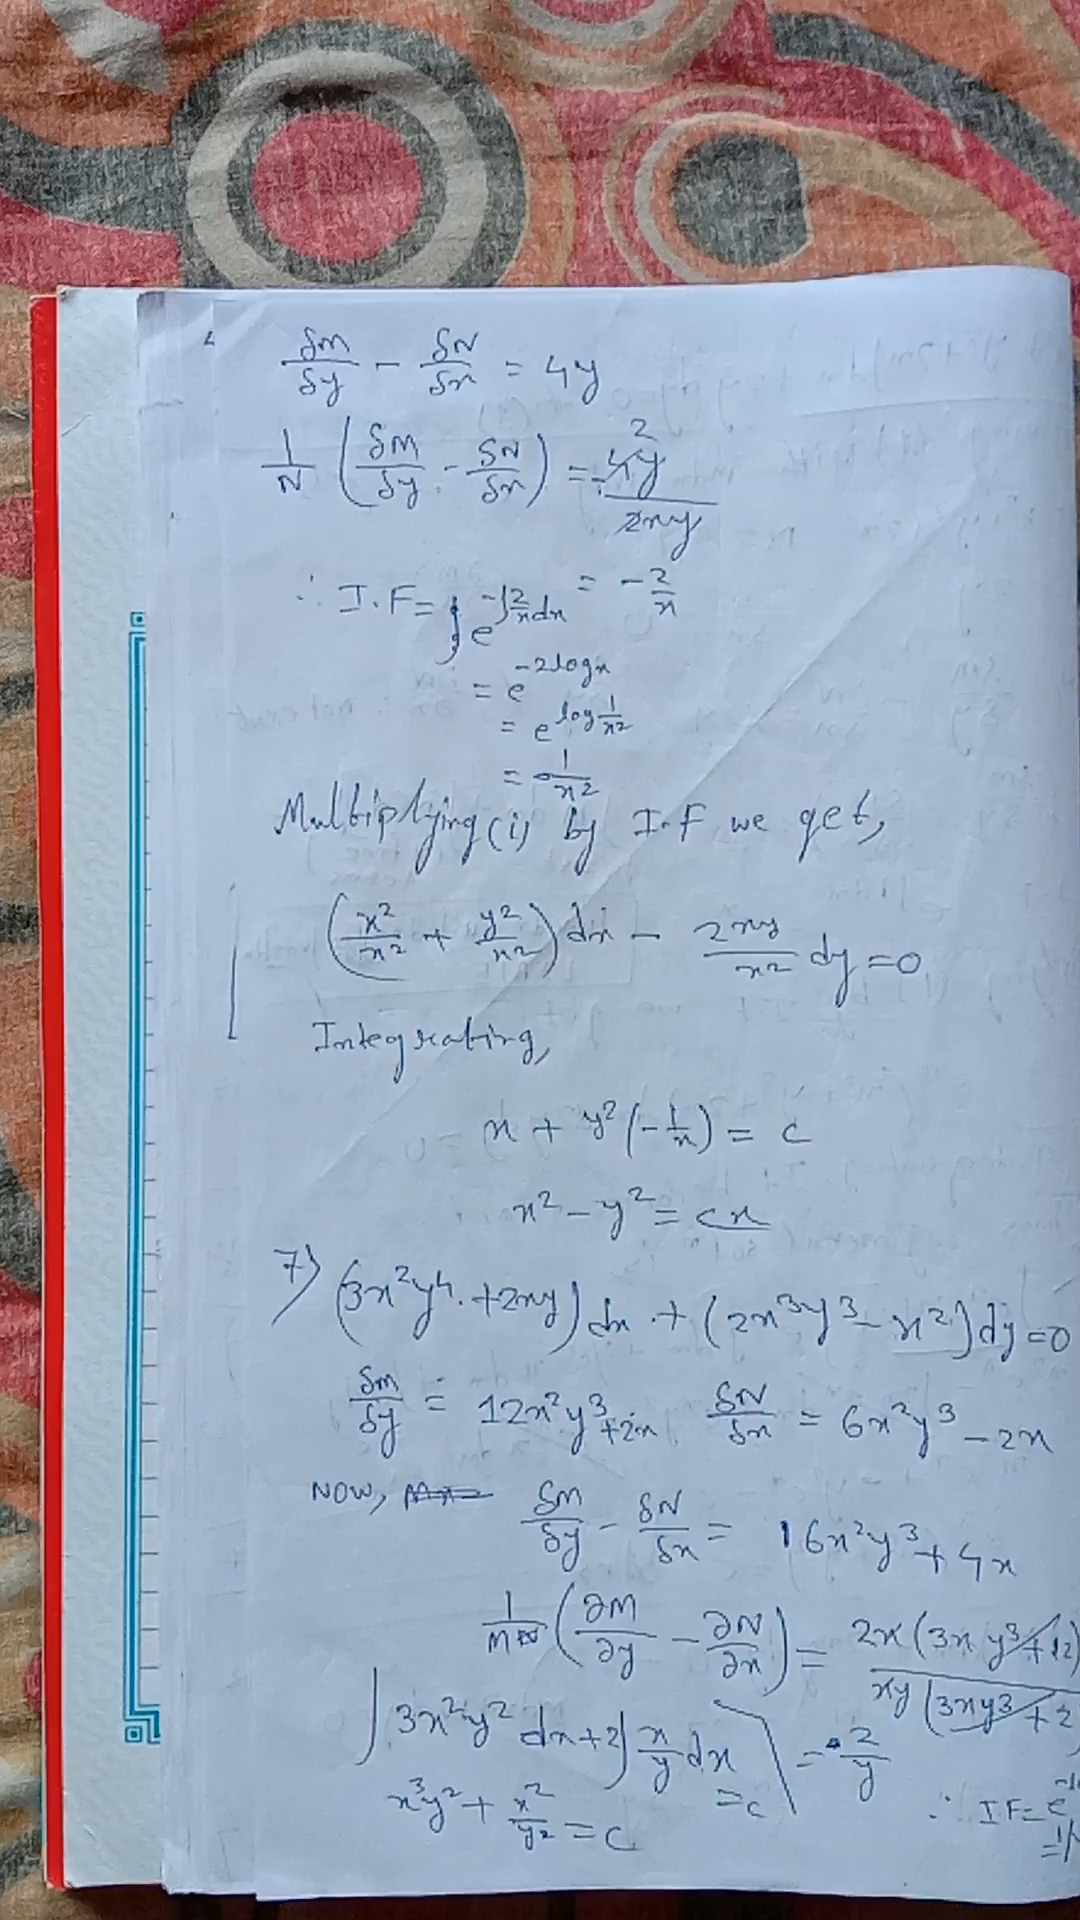 δm/δy - δN/δx = 4y
1/N (δm/δy - δN/δx) = - 4y 2 / 2xy
= -2/x
∴ I.F = ∫ e^-∫2/x dx
= e^-2logx
= e^log 1/x²
= 1/x²
Multiplying (i) by I.F we get,
(x²/x² + y²/x²) dx - 2xy/x² dy = 0
Integrating,
x + y² (-1/x) = c
x² - y² = cx
7) (3x²y⁴ + 2xy) dx + (2x³y³ - x²) dy = 0
δm/δy = 12x²y³ + 2x δN/δx = 6x²y³ - 2x
NOW, δM/δy - δN/δx = 6x²y³ + 4x
1/M (∂M/∂y - ∂N/∂x) = 2x (3xy³ + 2) / xy (3xy³ + 2)
= 2/y
∴ IF = e
= 1/
∫ 3x²y² dx + 2∫ x/y dx = c
x³y² + x²/y² = c